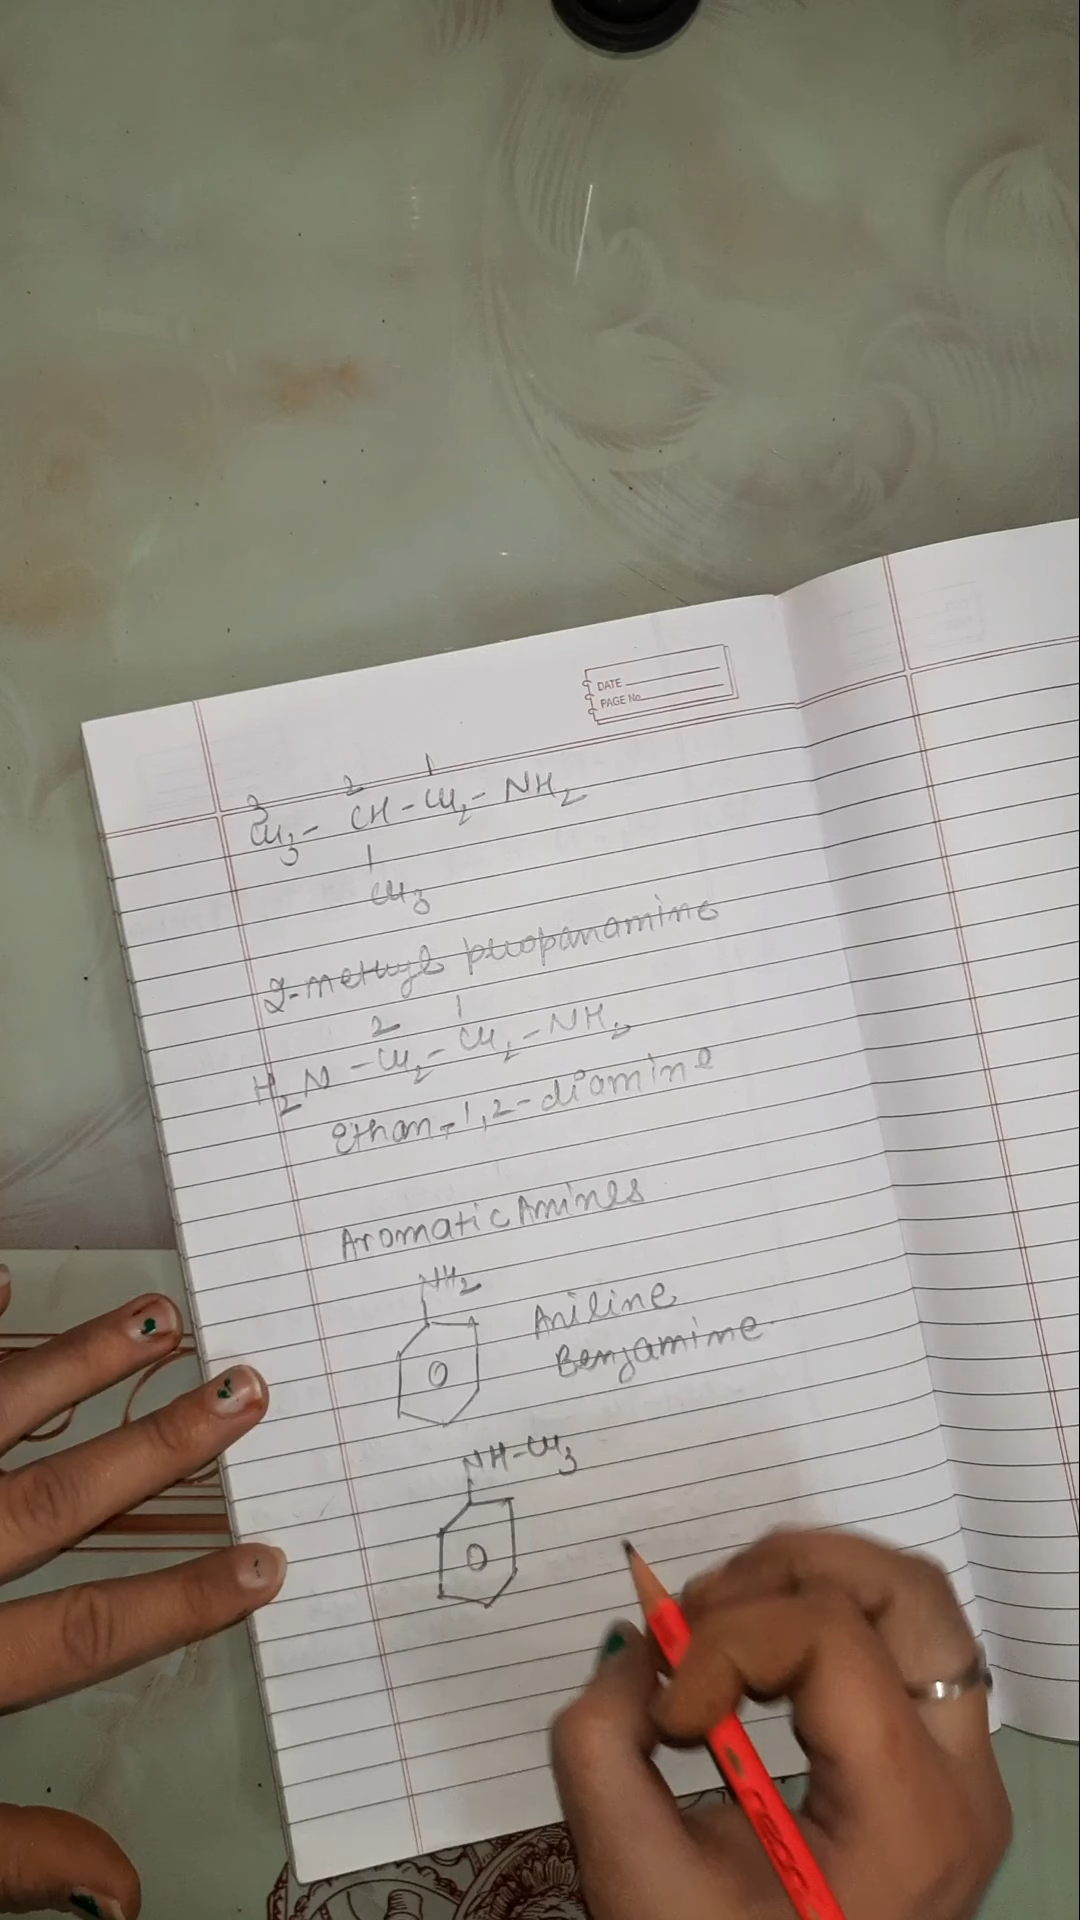 DATE
PAGE No.
3 2 1
CH3 - CH - CH2 - NH2
|
CH3
2-methyl propanamine
2 1
H2N - CH2 - CH2 - NH2
Ethan-1,2-diamine
Aromatic Amines
NH2
Aniline
Benzamine
NH-CH3